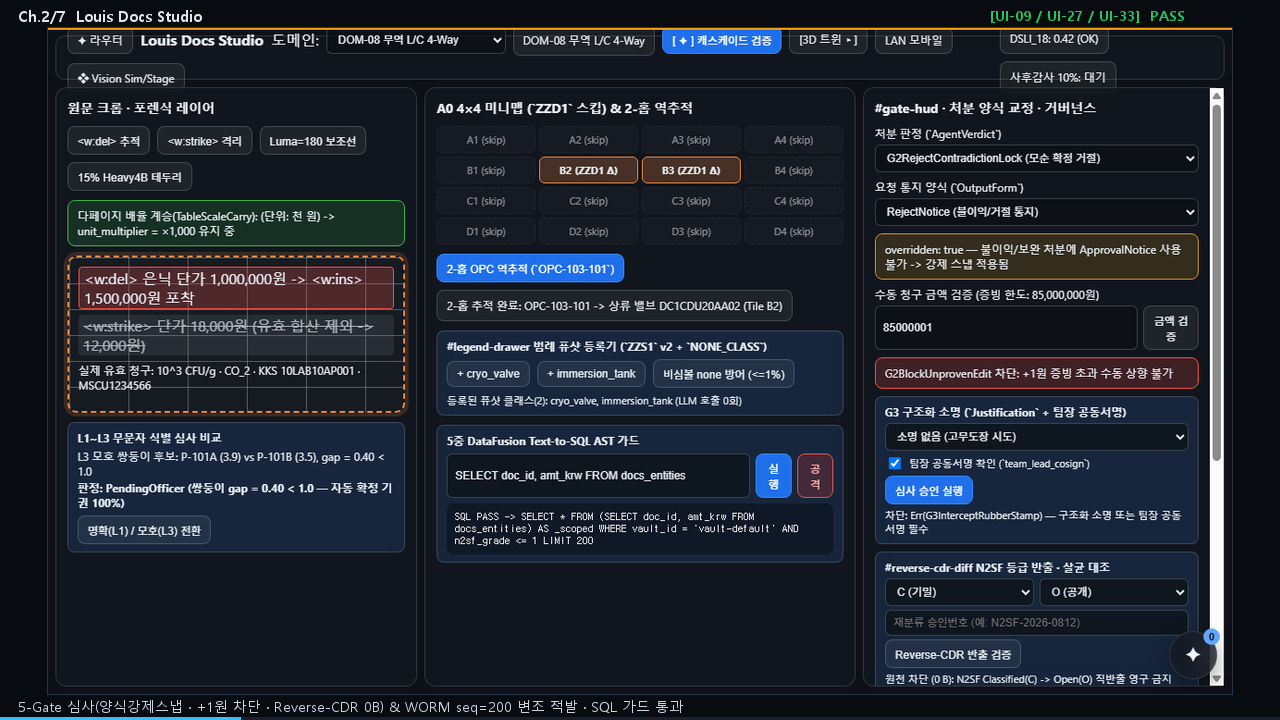 Ch.2/7 Louis Docs Studio
[UI-09 / UI-27 / UI-33] PASS
✦ 라우터
Louis Docs Studio 도메인:
DOM-08 무역 L/C 4-Way
DOM-08 무역 L/C 4-Way
[ ✦ ] 캐스케이드 검증
[3D 트윈 ▸ ]
LAN 모바일
DSLI_18: 0.42 (OK)
❖ Vision Sim/Stage
사후감사 10%: 대기
원문 크롭 · 포렌식 레이어
<w:del> 추적
<w:strike> 격리
Luma=180 보조선
15% Heavy4B 테두리
다페이지 배율 계승(TableScaleCarry): (단위: 천 원) ->
unit_multiplier = ×1,000 유지 중
<w:del> 은닉 단가 1,000,000원 -> <w:ins>
1,500,000원 포착
<w:strike> 단가 18,000원 (유효 합산 제외 ->
12,000원)
실제 유효 청구: 10^3 CFU/g · CO_2 · KKS 10LAB10AP001 ·
MSCU1234566
L1~L3 무문자 식별 심사 비교
L3 모호 쌍둥이 후보: P-101A (3.9) vs P-101B (3.5), gap = 0.40 <
1.0
판정: PendingOfficer (쌍둥이 gap = 0.40 < 1.0 — 자동 확정 기
권 100%)
명확(L1) / 모호(L3) 전환
A0 4×4 미니맵 (`ZZD1` 스킵) & 2-홉 역추적
A1 (skip)
A2 (skip)
A3 (skip)
A4 (skip)
B1 (skip)
B2 (ZZD1 Δ)
B3 (ZZD1 Δ)
B4 (skip)
C1 (skip)
C2 (skip)
C3 (skip)
C4 (skip)
D1 (skip)
D2 (skip)
D3 (skip)
D4 (skip)
2-홉 OPC 역추적 (`OPC-103-101`)
2-홉 추적 완료: OPC-103-101 -> 상류 밸브 DC1CDU20AA02 (Tile B2)
#legend-drawer 범례 퓨샷 등록기 (`ZZS1` v2 + `NONE_CLASS`)
+ cryo_valve
+ immersion_tank
비심볼 none 방어 (<=1%)
등록된 퓨샷 클래스(2): cryo_valve, immersion_tank (LLM 호출 0회)
5중 DataFusion Text-to-SQL AST 가드
SELECT doc_id, amt_krw FROM docs_entities
실
행
공
격
SQL PASS -> SELECT * FROM (SELECT doc_id, amt_krw FROM
docs_entities) AS _scoped WHERE vault_id = 'vault-default' AND
n2sf_grade <= 1 LIMIT 200
#gate-hud · 처분 양식 교정 · 거버넌스
처분 판정 (`AgentVerdict`)
G2RejectContradictionLock (모순 확정 거절)
요청 통지 양식 (`OutputForm`)
RejectNotice (불이익/거절 통지)
overridden: true — 불이익/보완 처분에 ApprovalNotice 사용
불가 -> 강제 스냅 적용됨
수동 청구 금액 검증 (증빙 한도: 85,000,000원)
85000001
금액 검
증
G2BlockUnprovenEdit 차단: +1원 증빙 초과 수동 상향 불가
G3 구조화 소명 (`Justification` + 팀장 공동서명)
소명 없음 (고무도장 시도)
팀장 공동서명 확인 (`team_lead_cosign`)
심사 승인 실행
차단: Err(G3InterceptRubberStamp) — 구조화 소명 또는 팀장 공동
서명 필수
#reverse-cdr-diff N2SF 등급 반출 · 살균 대조
C (기밀)
O (공개)
재분류 승인번호 (예: N2SF-2026-0812)
Reverse-CDR 반출 검증
0
✦
원천 차단 (0 B): N2SF Classified(C) -> Open(O) 직반출 영구 금지
5-Gate 심사(양식강제스냅 · +1원 차단 · Reverse-CDR 0B) & WORM seq=200 변조 적발 · SQL 가드 통과